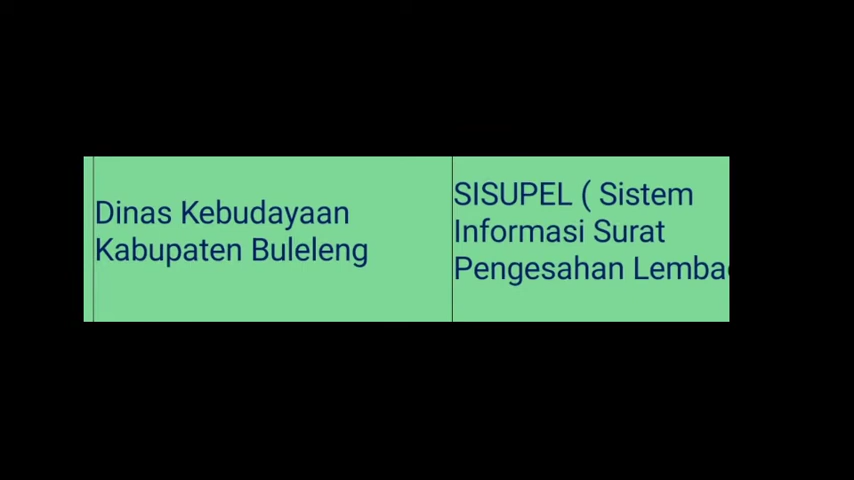 Dinas Kebudayaan
Kabupaten Buleleng
SISUPEL ( Sistem
Informasi Surat
Pengesahan